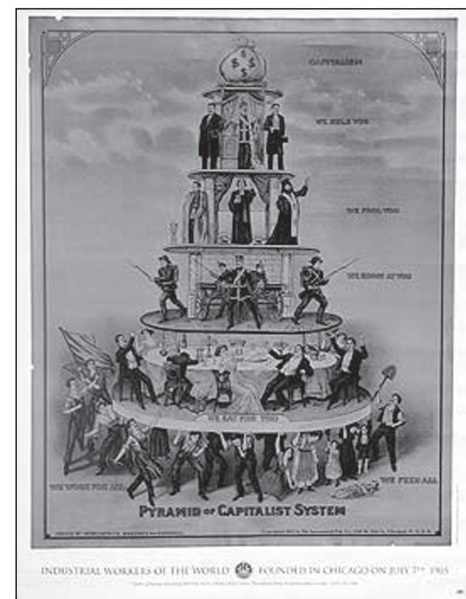 $ $ $
CAPITALISM
WE RULE YOU
WE FOOL YOU
WE SHOOT AT YOU
WE EAT FOR YOU
WE WORK FOR ALL
WE FEED ALL
PYRAMID OF CAPITALIST SYSTEM
INDUSTRIAL WORKERS OF THE WORLD FOUNDED IN CHICAGO ON JULY 7TH, 1905